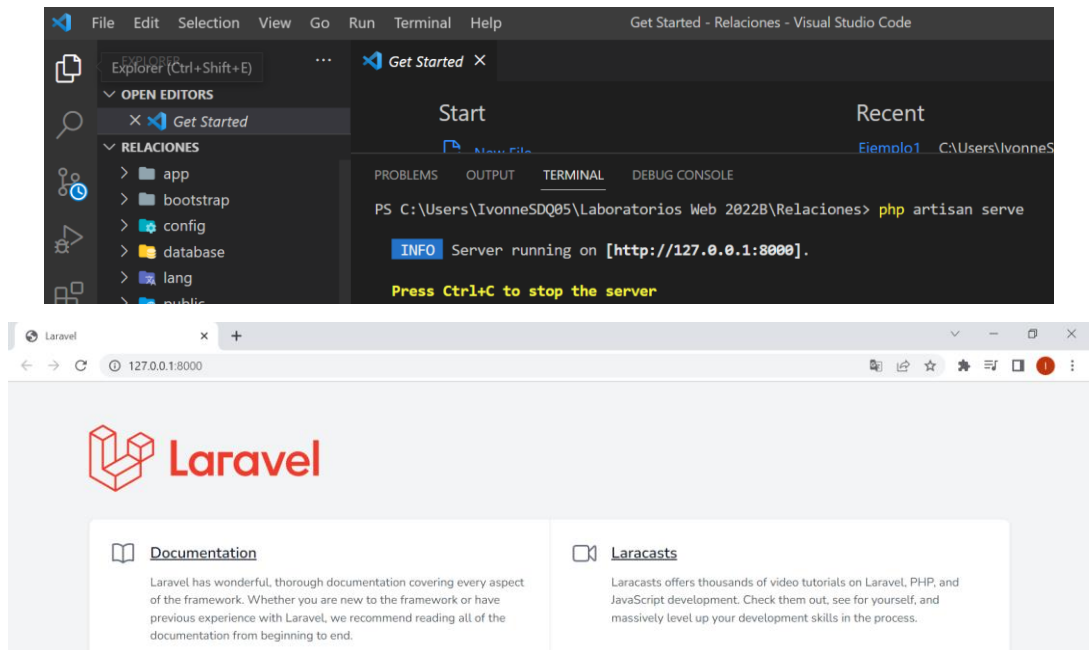 File Edit Selection View Go Run Terminal Help Get Started - Relaciones - Visual Studio Code
Explorer (Ctrl+Shift+E) ··· Get Started
OPEN EDITORS
Get Started
Start Recent
RELACIONES
New File Ejemplo1 C:\Users\IvonneS
app
PROBLEMS OUTPUT TERMINAL DEBUG CONSOLE
bootstrap
PS C:\Users\IvonneSDQ05\Laboratorios Web 2022B\Relaciones> php artisan serve
config
database
INFO Server running on [http://127.0.0.1:8000].
lang
public
Press Ctrl+C to stop the server
Laravel
127.0.0.1:8000
I
Laravel
Documentation
Laravel has wonderful, thorough documentation covering every aspect
of the framework. Whether you are new to the framework or have
previous experience with Laravel, we recommend reading all of the
documentation from beginning to end.
Laracasts
Laracasts offers thousands of video tutorials on Laravel, PHP, and
JavaScript development. Check them out, see for yourself, and
massively level up your development skills in the process.